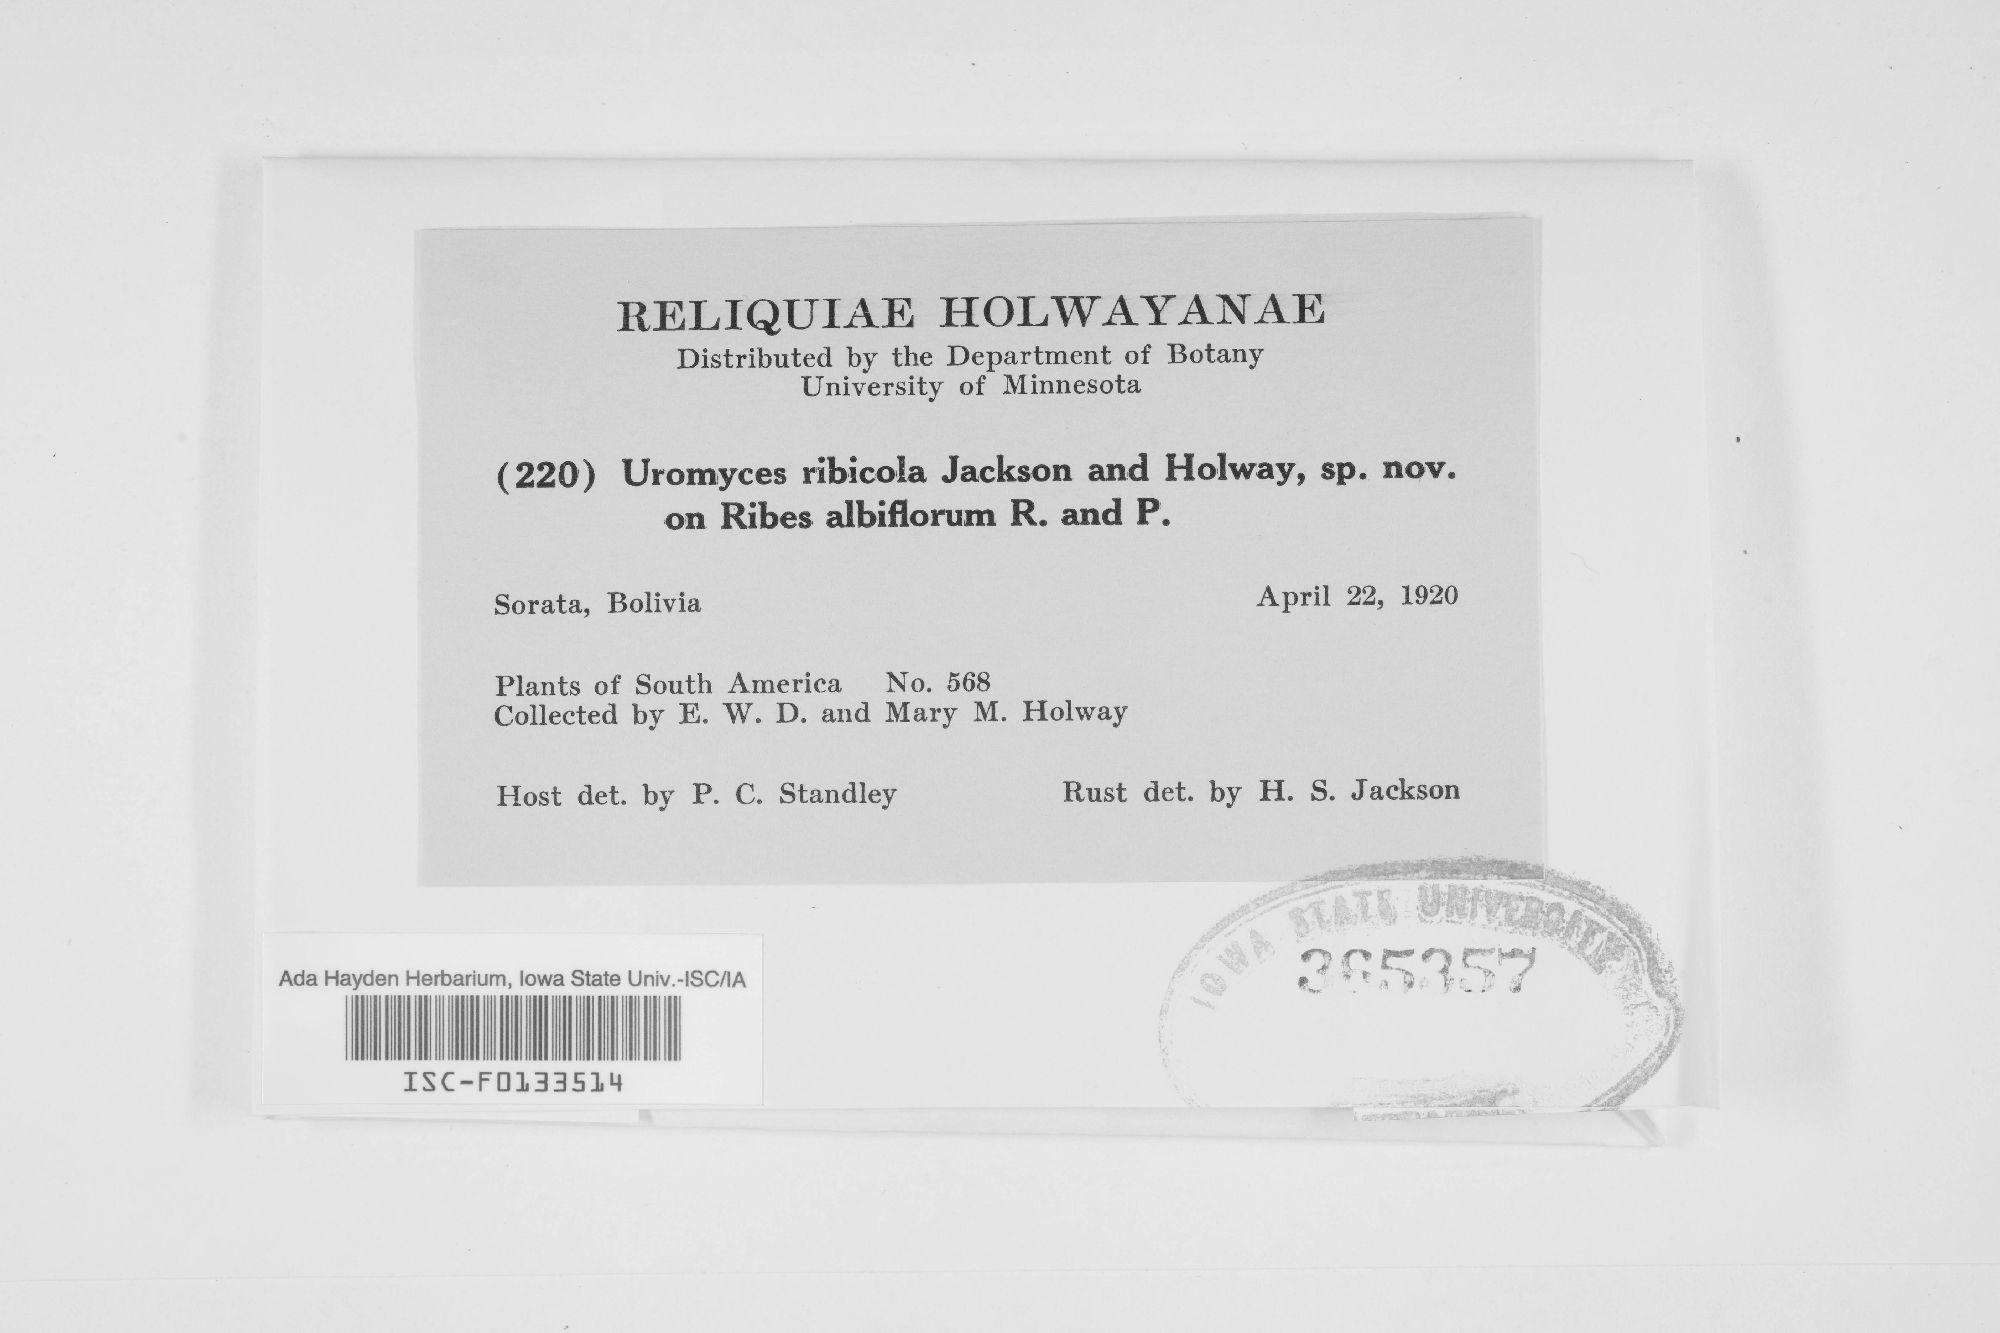 RELIQUIAE HOLWAYANAE
Distributed by the Department of Botany
University of Minnesota
(220) Uromyces ribicola Jackson and Holway, sp. nov.
on Ribes albiflorum R. and P.
Sorata, Bolivia April 22, 1920
Plants of South America No. 568
Collected by E. W. D. and Mary M. Holway
Host det. by P. C. Standley Rust det. by H. S. Jackson
IOWA STATE UNIVERSITY
365357
Ada Hayden Herbarium, Iowa State Univ.-ISC/IA
ISC-F0133514